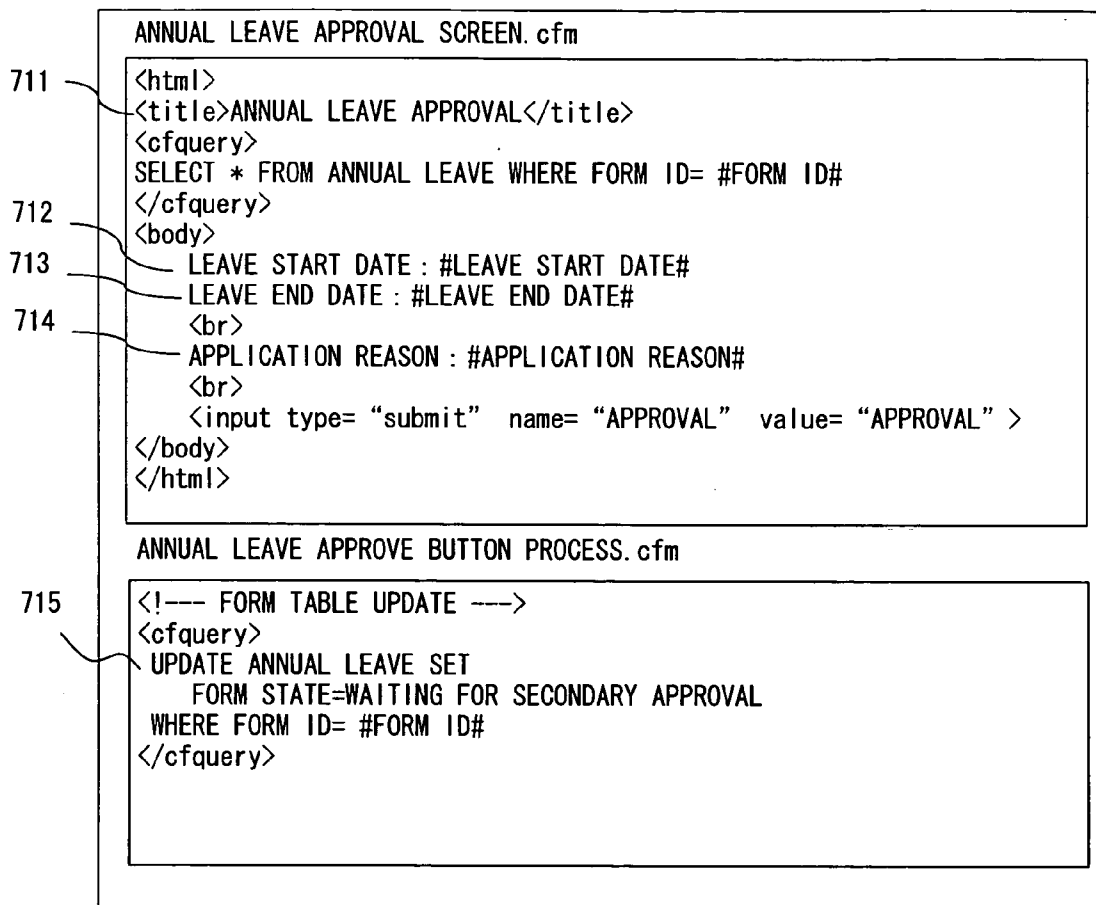 ANNUAL LEAVE APPROVAL SCREEN.cfm
711
<html>
<title>ANNUAL LEAVE APPROVAL</title>
<cfquery>
SELECT * FROM ANNUAL LEAVE WHERE FORM ID= #FORM ID#
</cfquery>
712
<body>
LEAVE START DATE : #LEAVE START DATE#
713
LEAVE END DATE : #LEAVE END DATE#
<br>
714
APPLICATION REASON : #APPLICATION REASON#
<br>
<input type= “submit” name= “APPROVAL” value= “APPROVAL” >
</body>
</html>
ANNUAL LEAVE APPROVE BUTTON PROCESS.cfm
715
<!--- FORM TABLE UPDATE --->
<cfquery>
UPDATE ANNUAL LEAVE SET
FORM STATE=WAITING FOR SECONDARY APPROVAL
WHERE FORM ID= #FORM ID#
</cfquery>